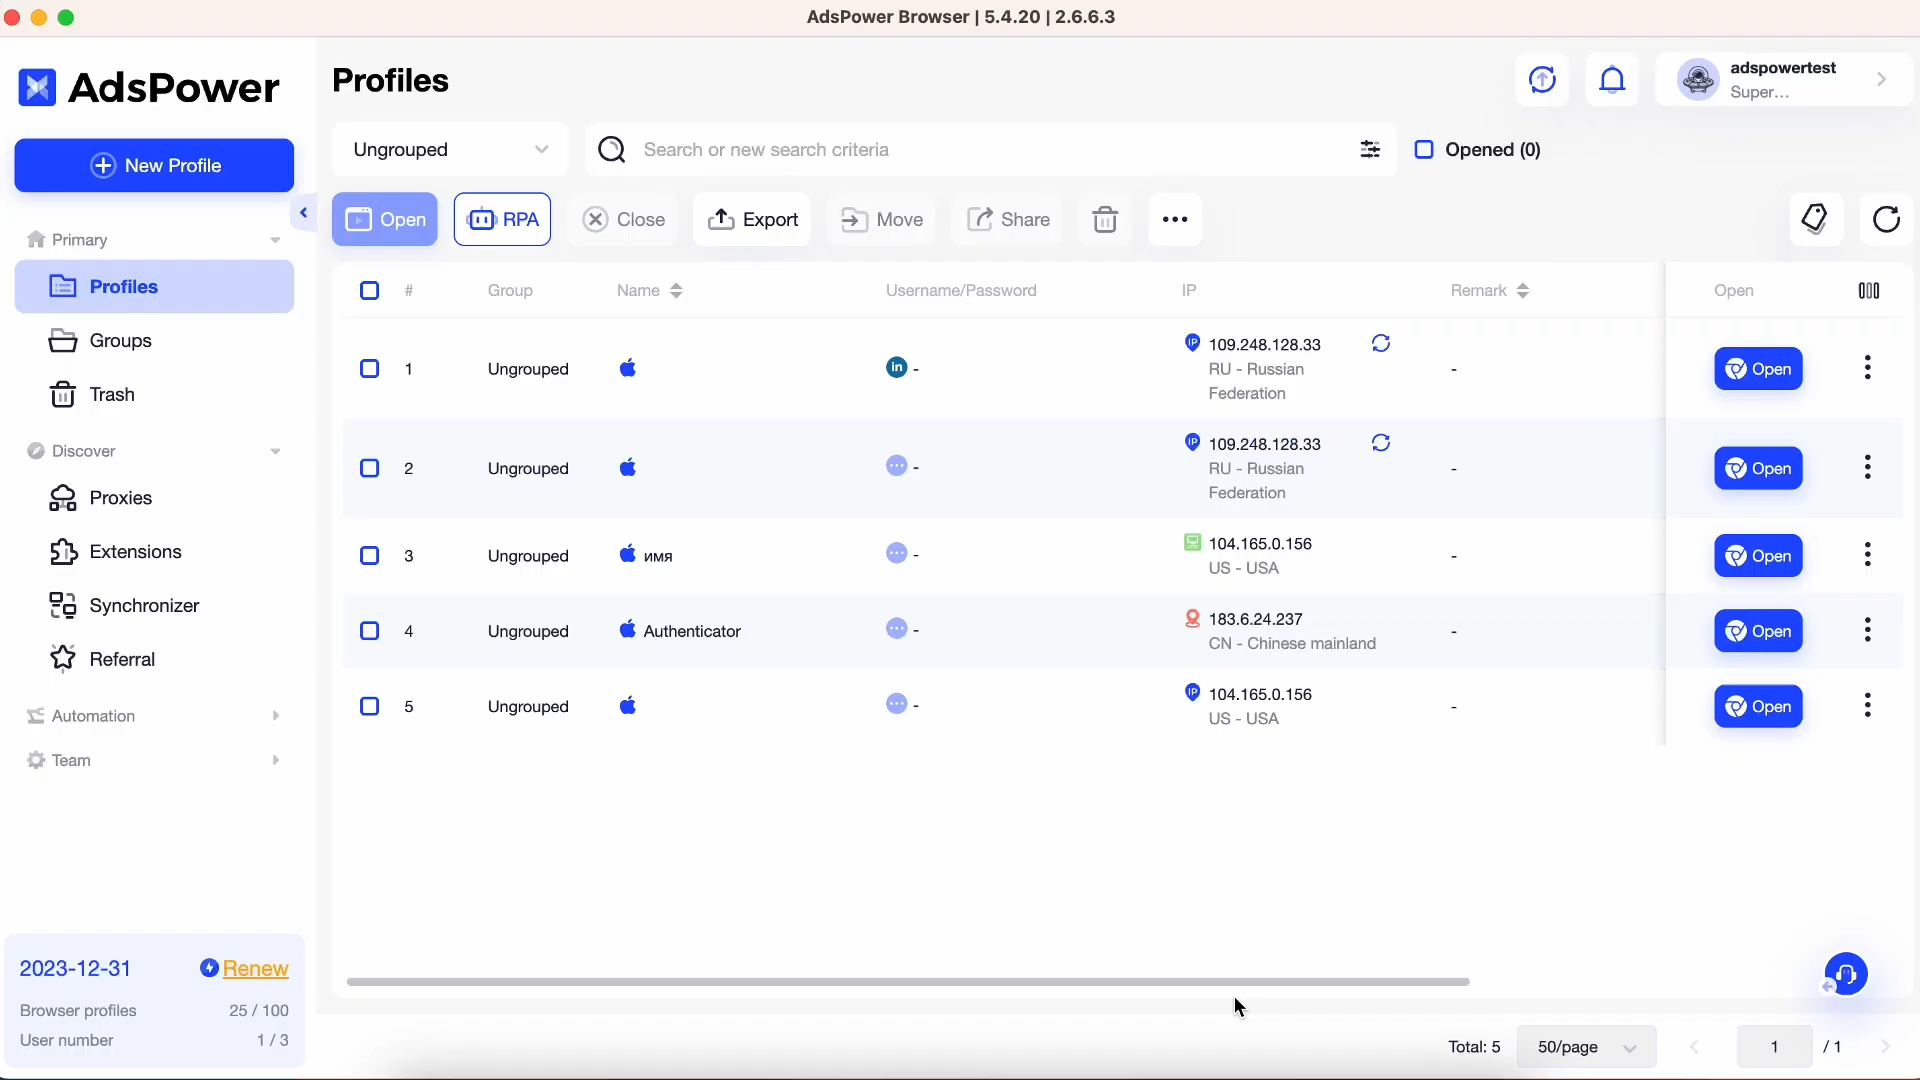 AdsPower Browser | 5.4.20 | 2.6.6.3
AdsPower
Profiles
adspowertest
Super...
New Profile
Ungrouped
Search or new search criteria
Opened (0)
Open
RPA
Close
Export
Move
Share
Primary
Profiles
Groups
Trash
Discover
Proxies
Extensions
Synchronizer
Referral
Automation
Team
# Group Name Username/Password IP Remark Open
1 Ungrouped in - 109.248.128.33 - Open
RU - Russian
Federation
2 Ungrouped - IP 109.248.128.33 - Open
RU - Russian
Federation
3 Ungrouped имя - 104.165.0.156 - Open
US - USA
4 Ungrouped Authenticator - 183.6.24.237 - Open
CN - Chinese mainland
5 Ungrouped - IP 104.165.0.156 - Open
US - USA
2023-12-31 Renew
Browser profiles 25 / 100
User number 1 / 3
Total: 5 50/page 1 / 1